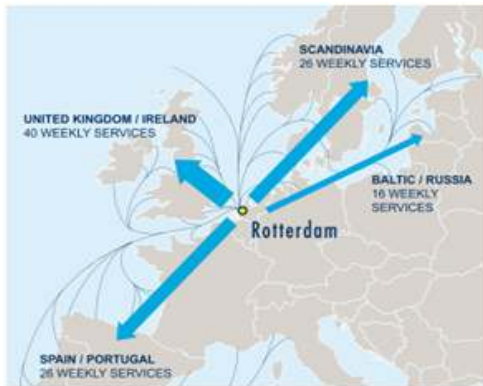 SCANDINAVIA
26 WEEKLY SERVICES
UNITED KINGDOM / IRELAND
40 WEEKLY SERVICES
BALTIC / RUSSIA
16 WEEKLY
SERVICES
Rotterdam
SPAIN / PORTUGAL
26 WEEKLY SERVICES